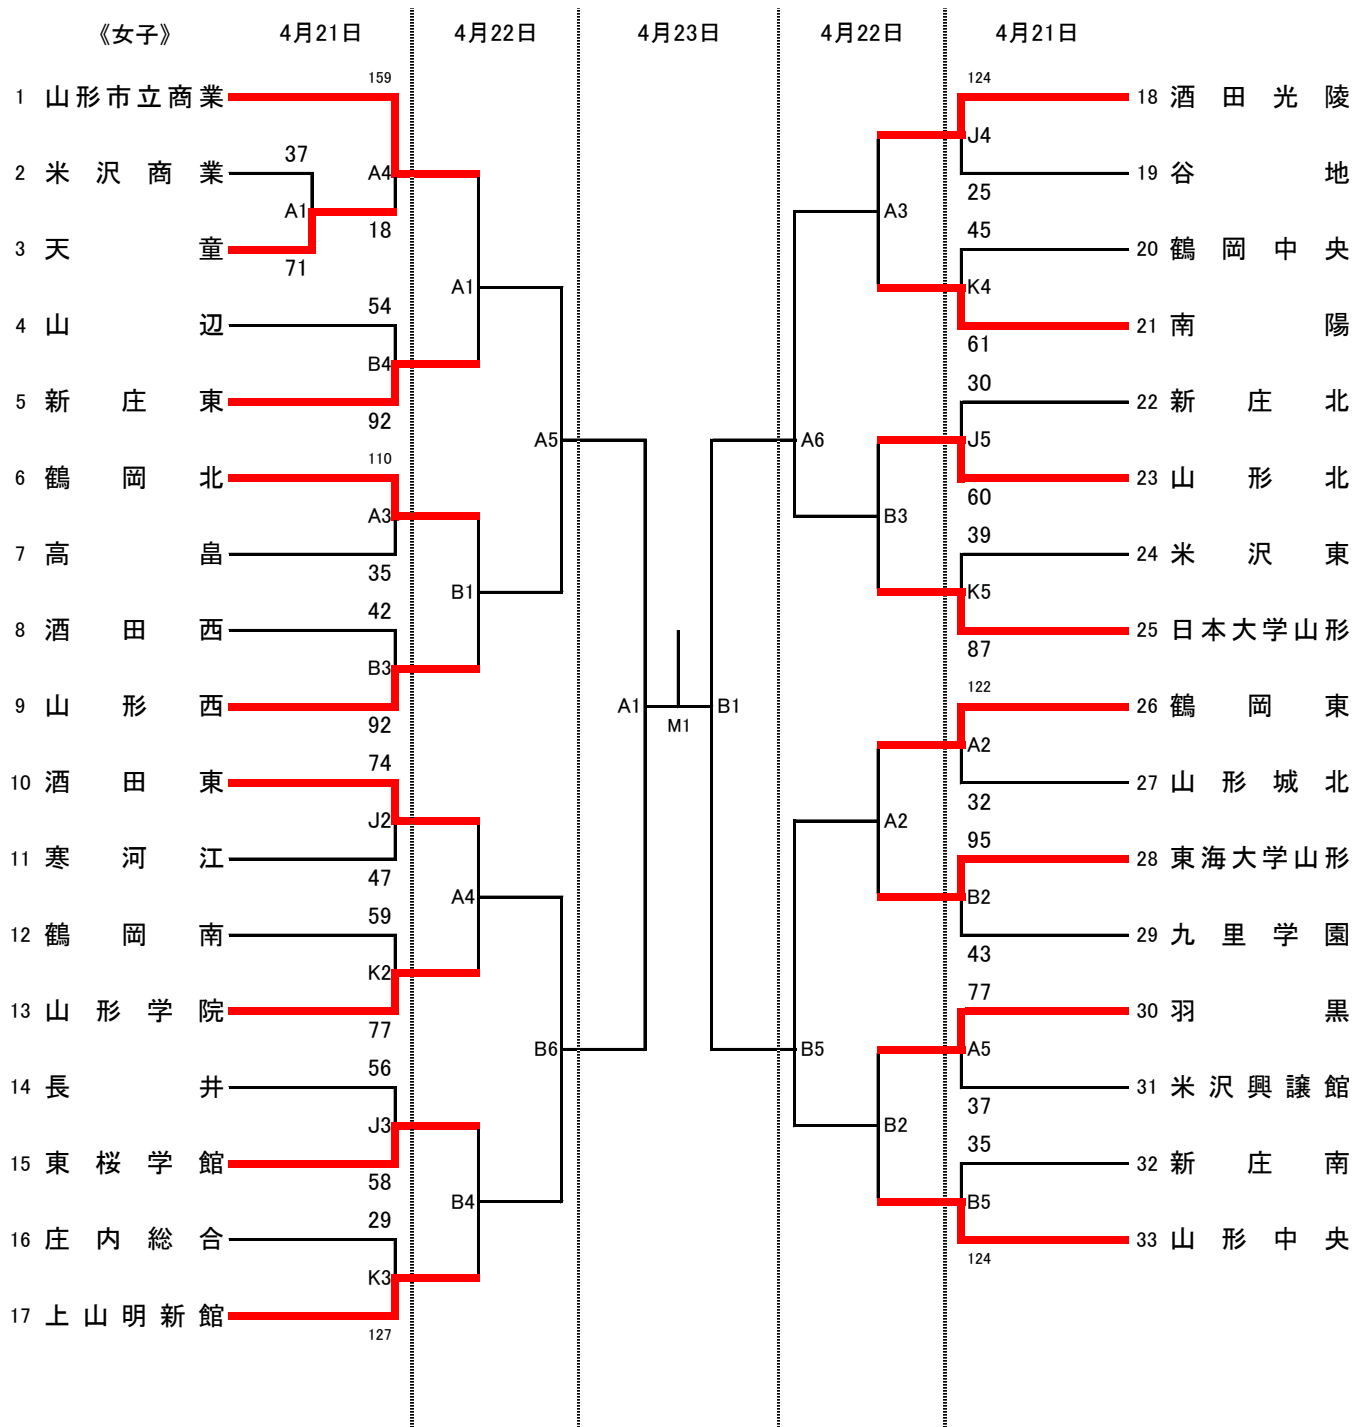 《女子》 4月21日 4月22日 4月23日 4月22日 4月21日
159 124
1 山形市立商業 18 酒田光陵
J4
37 A4
2 米沢商業 19 谷地
A1 18 25 A3
3 天童 45 20 鶴岡中央
71
A1 K4
54
4 山辺 21 南陽
B4 61
30
5 新庄東 22 新庄北
92
A5 A6 J5
110
6 鶴岡北 23 山形北
60
A3 B3
39
7 高畠 24 米沢東
35
B1 K5
42
8 酒田西 25 日本大学山形
87
B3
122
9 山形西 A1 B1 26 鶴岡東
92 M1
A2
74
10 酒田東 27 山形城北
32
J2 A2
95
11 寒河江 28 東海大学山形
47
A4 B2
59
12 鶴岡南 29 九里学園
43
K2
77
13 山形学院 30 羽黒
77
B6 B5 A5
56
14 長井 31 米沢興譲館
37
J3 B2
35
15 東桜学館 32 新庄南
58
B4 B5
29
16 庄内総合 33 山形中央
124
K3
17 上山明新館
127